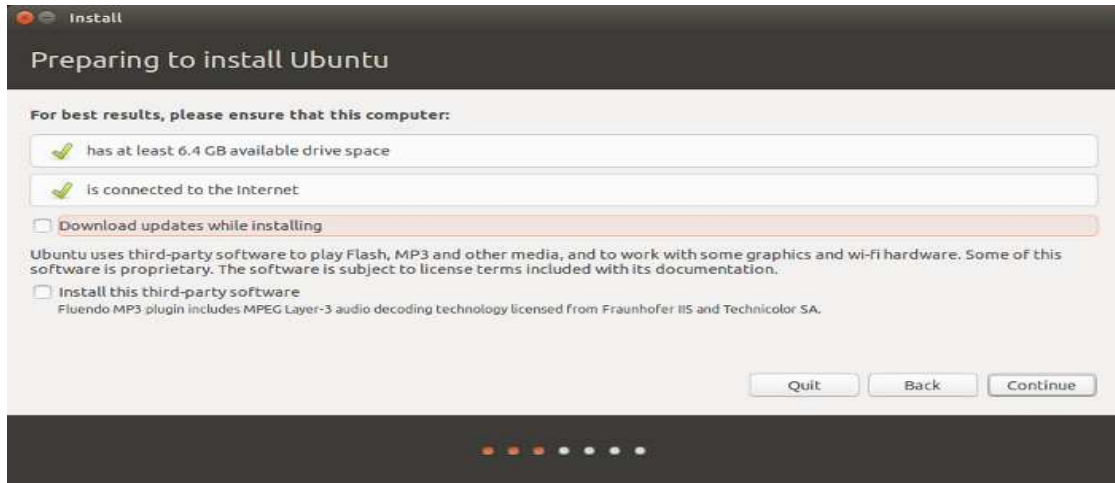 Install
Preparing to install Ubuntu
For best results, please ensure that this computer:
has at least 6.4 GB available drive space
is connected to the Internet
Download updates while installing
Ubuntu uses third-party software to play Flash, MP3 and other media, and to work with some graphics and wi-fi hardware. Some of this
software is proprietary. The software is subject to license terms included with its documentation.
Install this third-party software
Fluendo MP3 plugin includes MPEG Layer-3 audio decoding technology licensed from Fraunhofer IIS and Technicolor SA.
Quit Back Continue